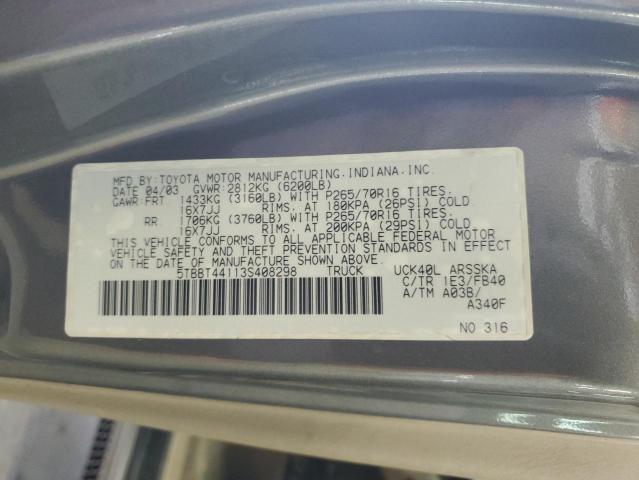 MFD.BY:TOYOTA MOTOR MANUFACTURING.INDIANA.INC.
DATE 04/03 GVWR:2812KG (6200LB)
GAWR:FRT 1433KG (3160LB) WITH P265/70R16 TIRES.
16X7JJ RIMS. AT 180KPA (26PSI) COLD.
RR 1706KG (3760LB) WITH P265/70R16 TIRES.
16X7JJ RIMS. AT 200KPA (29PSI) COLD.
THIS VEHICLE CONFORMS TO ALL APPLICABLE FEDERAL MOTOR
VEHICLE SAFETY AND THEFT PREVENTION STANDARDS IN EFFECT
ON THE DATE OF MANUFACTURE SHOWN ABOVE.
5TBBT44113S408298 TRUCK UCK40L ARSSKA
C/TR 1E3/FB40
A/TM A03B/
A340F
NO 316